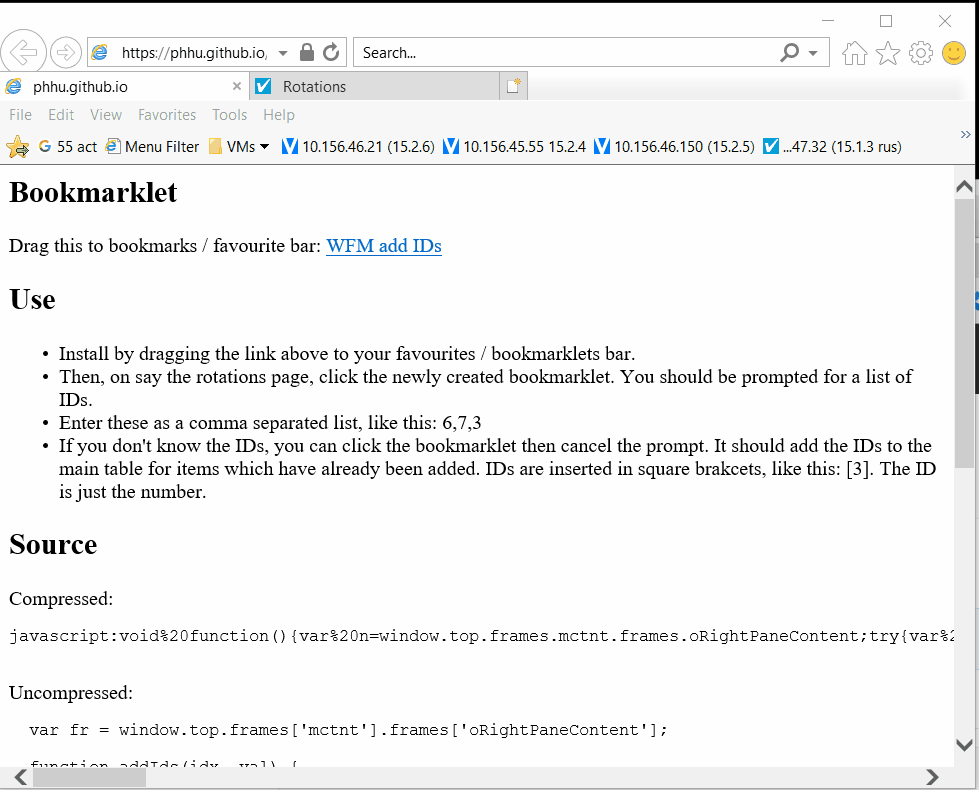 https://phhu.github.io,
Search...
phhu.github.io
Rotations
File Edit View Favorites Tools Help
55 act Menu Filter VMs 10.156.46.21 (15.2.6) 10.156.45.55 15.2.4 10.156.46.150 (15.2.5) ...47.32 (15.1.3 rus)
Bookmarklet
Drag this to bookmarks / favourite bar: WFM add IDs
Use
• Install by dragging the link above to your favourites / bookmarklets bar.
• Then, on say the rotations page, click the newly created bookmarklet. You should be prompted for a list of
IDs.
• Enter these as a comma separated list, like this: 6,7,3
• If you don't know the IDs, you can click the bookmarklet then cancel the prompt. It should add the IDs to the
main table for items which have already been added. IDs are inserted in square brakcets, like this: [3]. The ID
is just the number.
Source
Compressed:
javascript:void%20function(){var%20n=window.top.frames.mctnt.frames.oRightPaneContent;try{var%2
Uncompressed:
var fr = window.top.frames['mctnt'].frames['oRightPaneContent'];
function addIds(idx, val) {